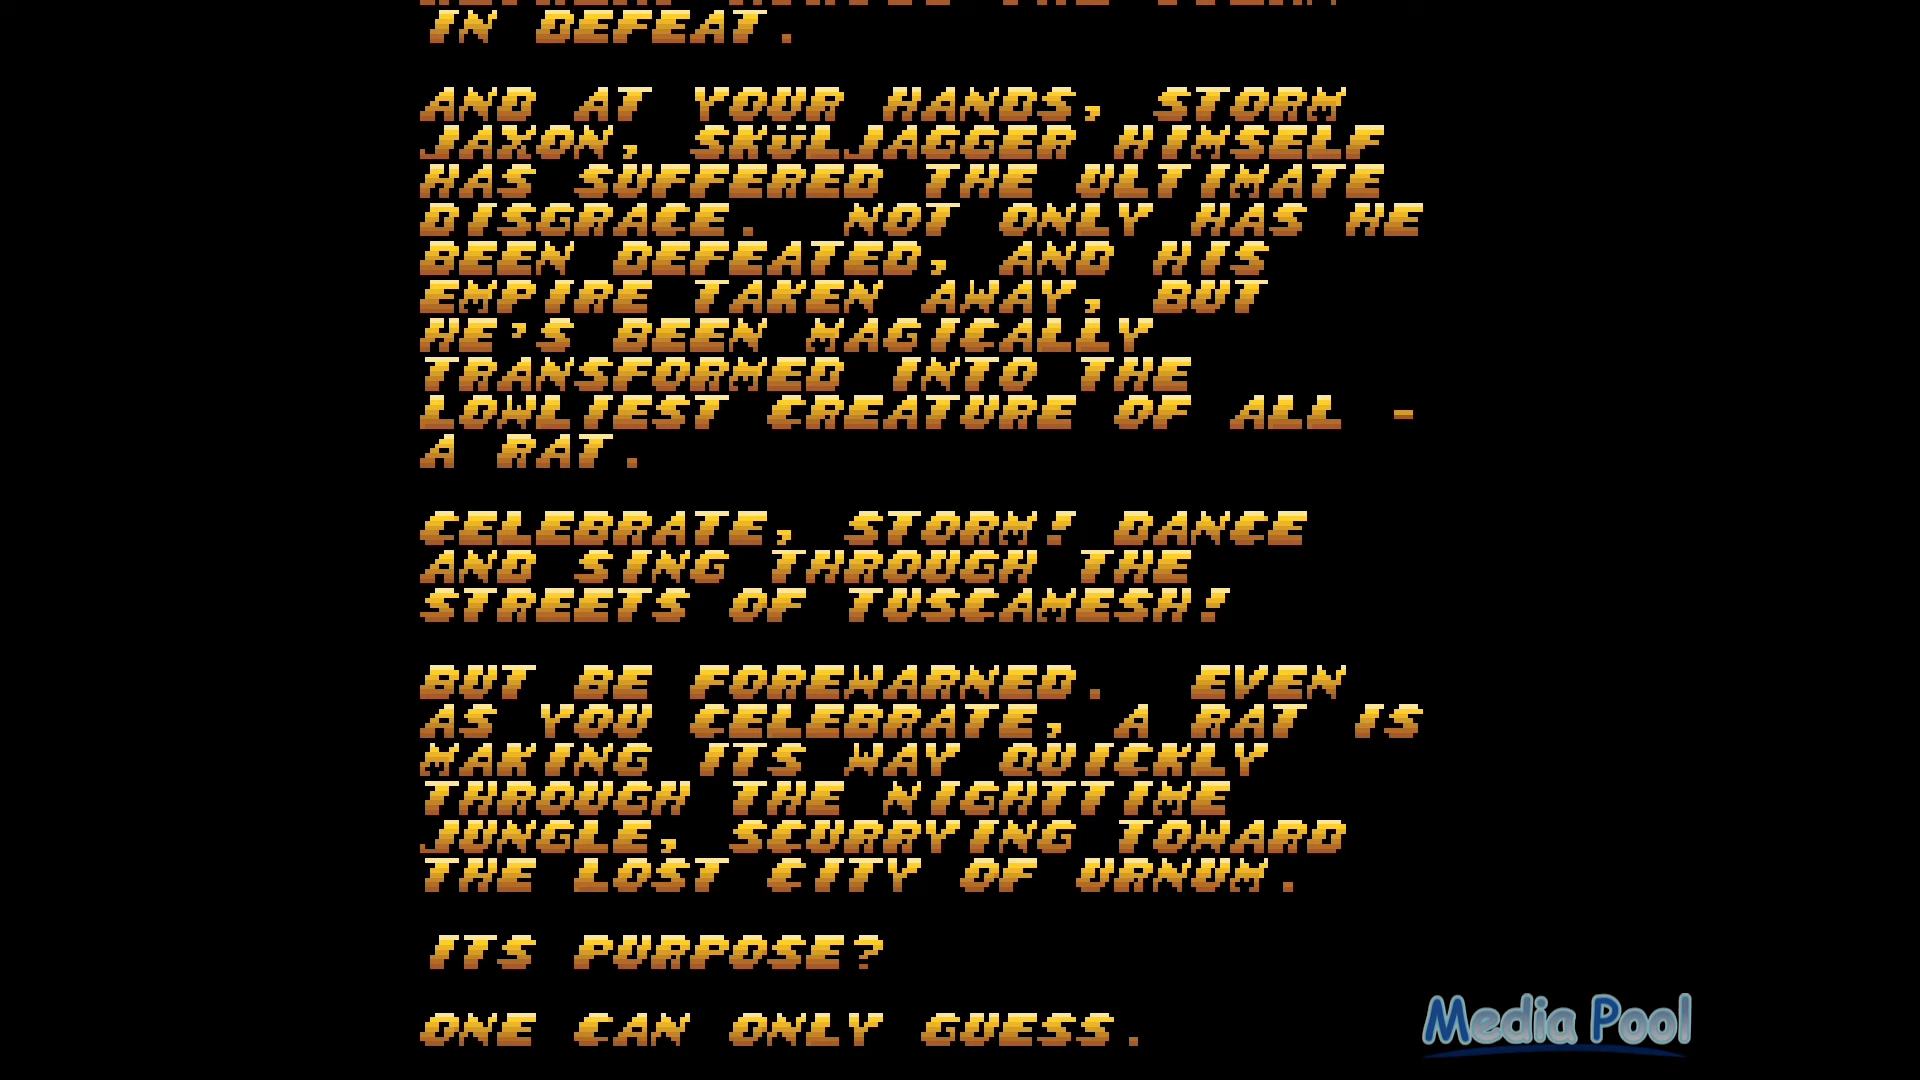 IN DEFEAT.
AND AT YOUR HANDS, STORM
JAXON, SKÜLJAGGER HIMSELF
HAS SUFFERED THE ULTIMATE
DISGRACE. NOT ONLY HAS HE
BEEN DEFEATED, AND HIS
EMPIRE TAKEN AWAY, BUT
HE'S BEEN MAGICALLY
TRANSFORMED INTO THE
LOWLIEST CREATURE OF ALL -
A RAT.
CELEBRATE, STORM! DANCE
AND SING THROUGH THE
STREETS OF TUSCAMESH!
BUT BE FOREWARNED. EVEN
AS YOU CELEBRATE, A RAT IS
MAKING ITS WAY QUICKLY
THROUGH THE NIGHTTIME
JUNGLE, SCURRYING TOWARD
THE LOST CITY OF URNUM.
ITS PURPOSE?
ONE CAN ONLY GUESS.
Media Pool